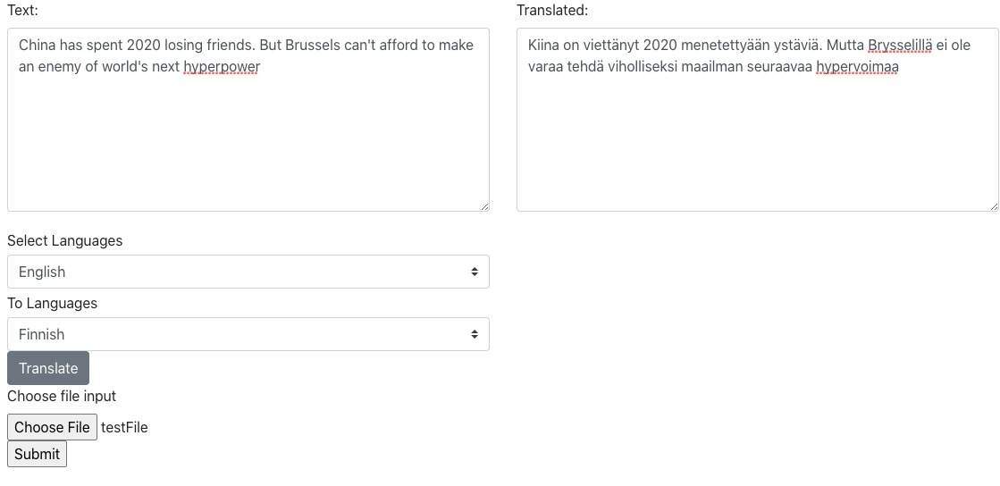 Text:
China has spent 2020 losing friends. But Brussels can't afford to make
an enemy of world's next hyperpower
Translated:
Kiina on viettänyt 2020 menetettyään ystäviä. Mutta Brysselillä ei ole
varaa tehdä viholliseksi maailman seuraavaa hypervoimaa
Select Languages
English
To Languages
Finnish
Translate
Choose file input
Choose File testFile
Submit